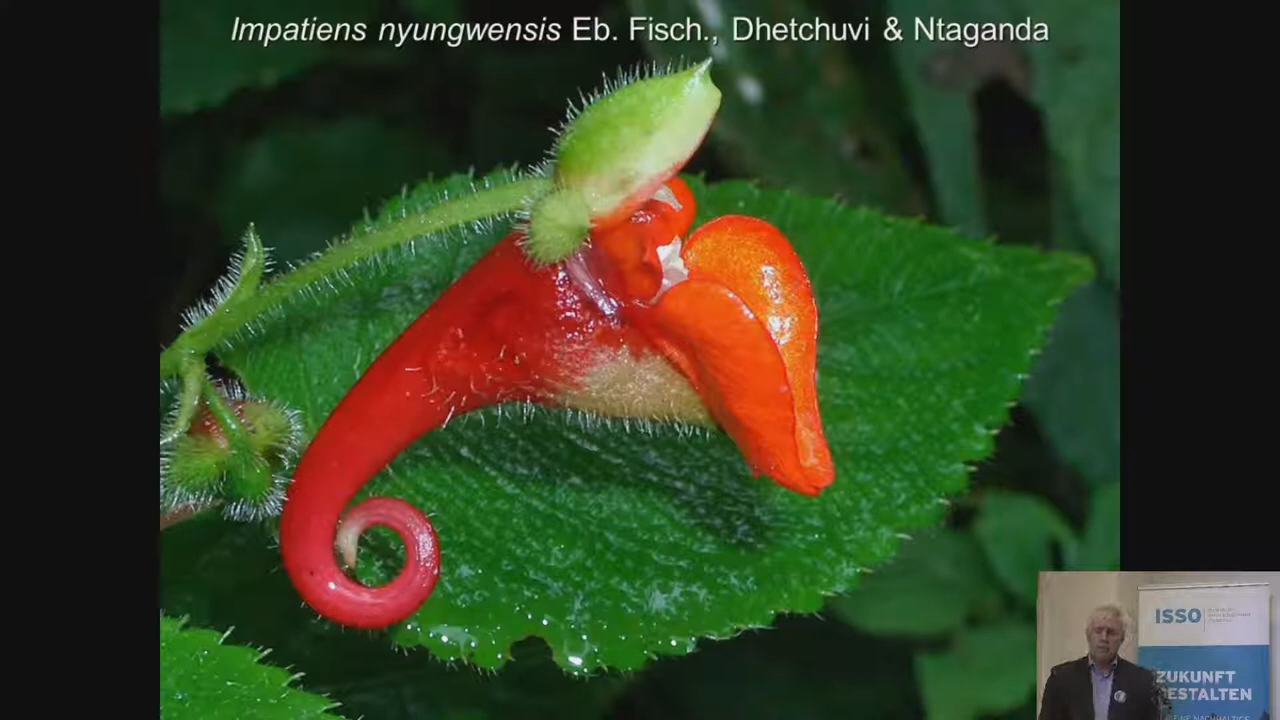 Impatiens nyungwensis Eb. Fisch., Dhetchuvi & Ntaganda
ISSO
ZUKUNFT
GESTALTEN